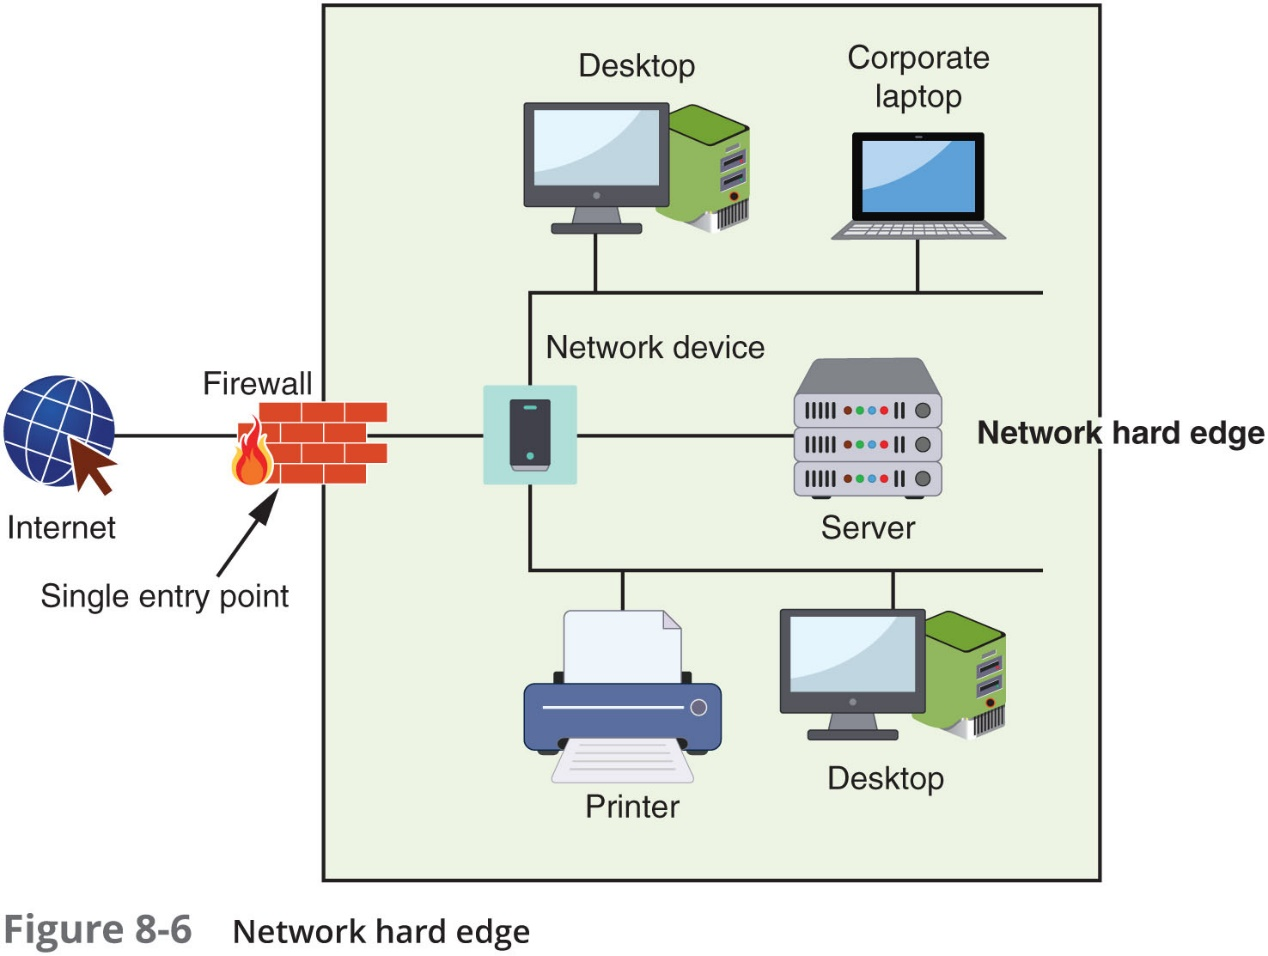 Desktop
Corporate
laptop
Network device
Firewall
Network hard edge
Internet
Server
Single entry point
Printer
Desktop
Figure 8-6 Network hard edge